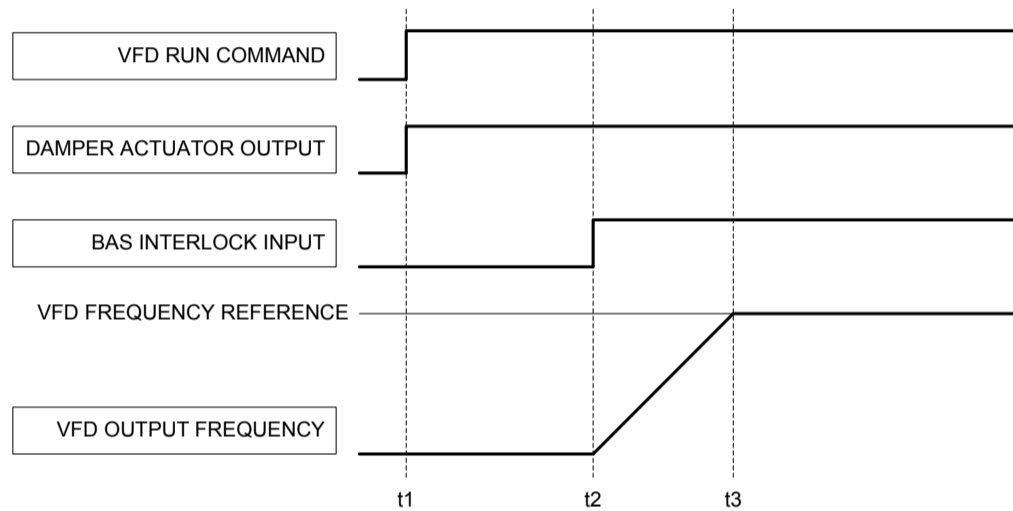 VFD RUN COMMAND
DAMPER ACTUATOR OUTPUT
BAS INTERLOCK INPUT
VFD FREQUENCY REFERENCE
VFD OUTPUT FREQUENCY
t1 t2 t3